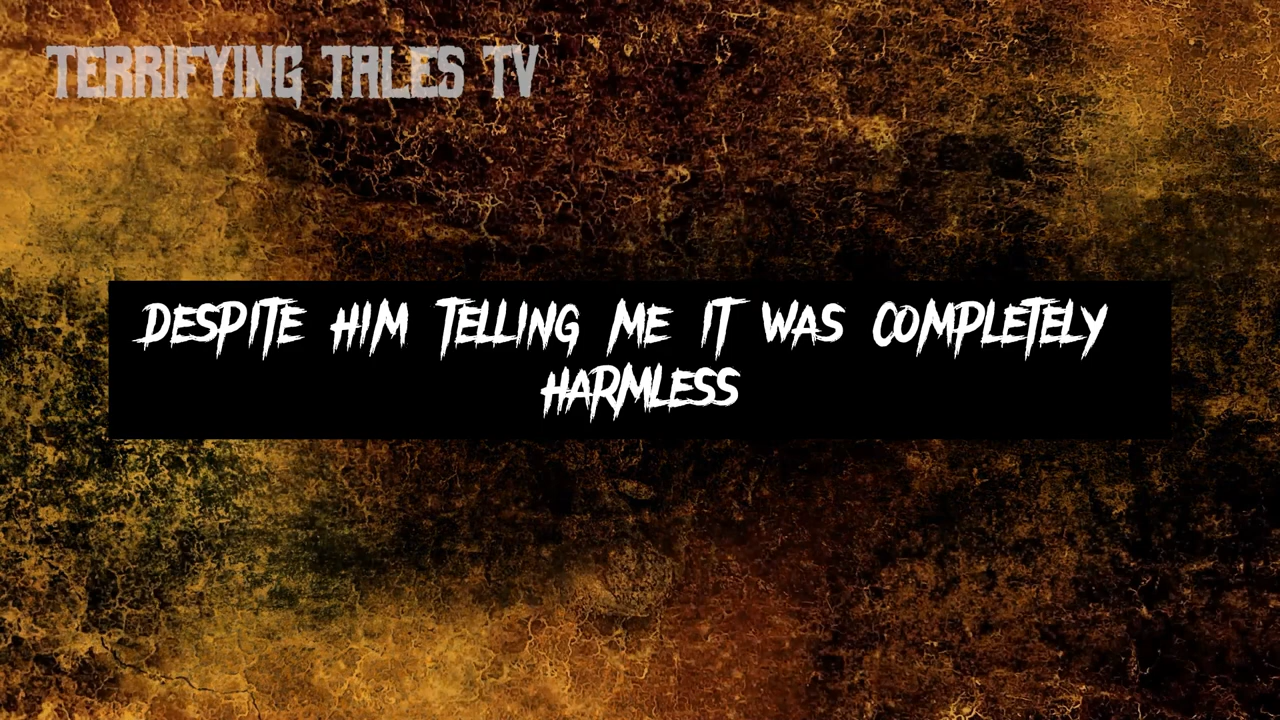 TERRIFYING TALES TV
DESPITE HIM TELLING ME IT WAS COMPLETELY
HARMLESS